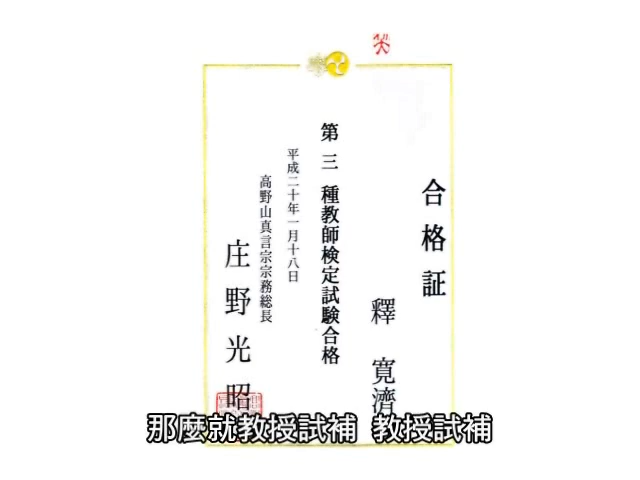 合格証
釋 寛濟
第三種教師検定試験合格
平成二十年一月十八日
高野山真言宗宗務総長
庄野光昭
那麼就教授試補 教授試補